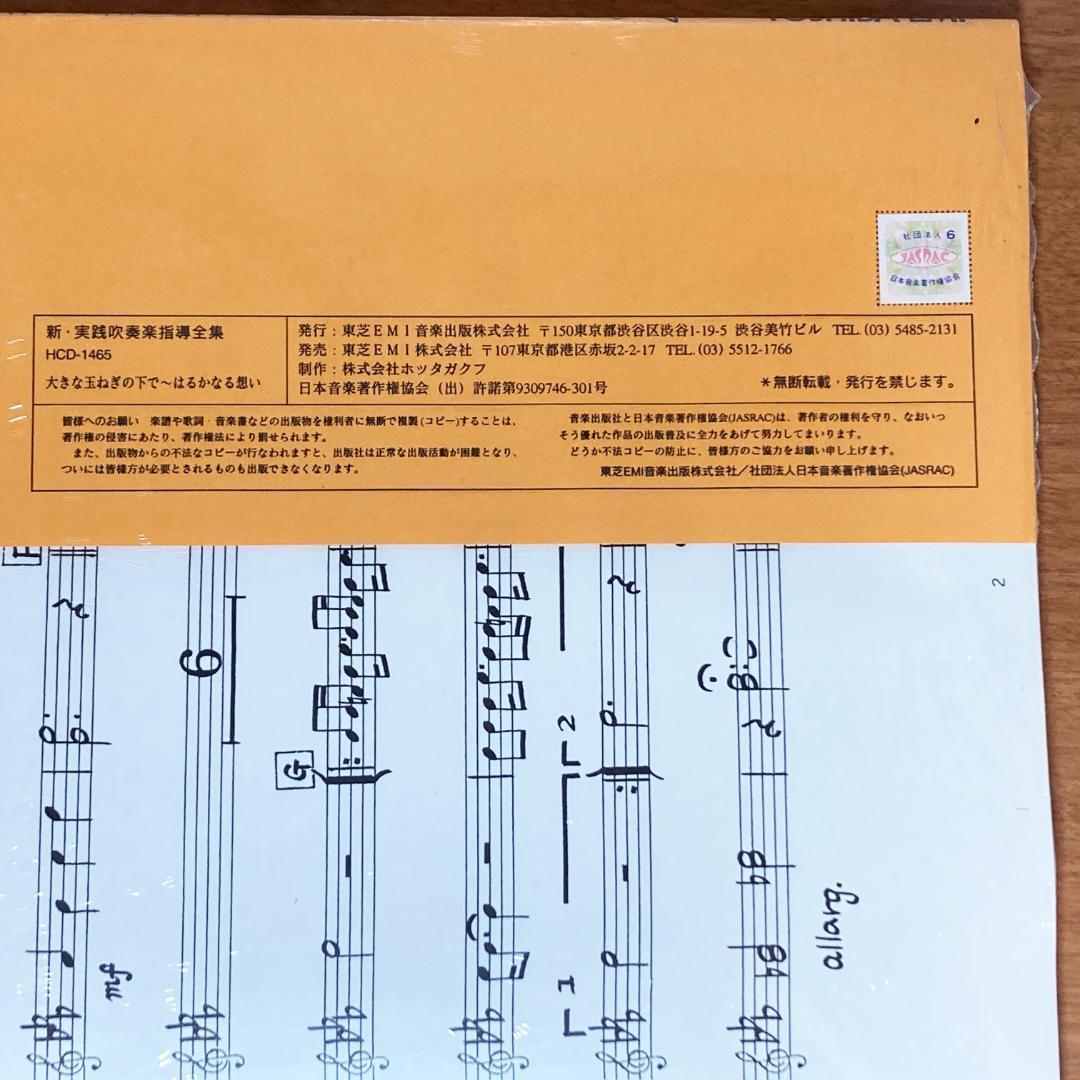 社団法人 6
JASRAC
日本音楽著作権協会
新・実践吹奏楽指導全集
HCD-1465
大きな玉ねぎの下で〜はるかなる想い
発行：東芝EMI音楽出版株式会社 〒150東京都渋谷区渋谷1-19-5 渋谷美竹ビル TEL.(03) 5485-2131
発売：東芝EMI株式会社 〒107東京都港区赤坂2-2-17 TEL.(03) 5512-1766
制作：株式会社ホッタガクフ
日本音楽著作権協会（出）許諾第9309746-301号
＊無断転載・発行を禁じます。
皆様へのお願い 楽譜や歌詞・音楽書などの出版物を権利者に無断で複製(コピー)することは、
著作権の侵害にあたり、著作権法により罰せられます。
また、出版物からの不法なコピーが行なわれますと、出版社は正常な出版活動が困難となり、
ついには皆様方が必要とされるものも出版できなくなります。
音楽出版社と日本音楽著作権協会(JASRAC)は、著作者の権利を守り、なおいっ
そう優れた作品の出版普及に全力をあげて努力してまいります。
どうか不法コピーの防止に、皆様方のご協力をお願い申し上げます。
東芝EMI音楽出版株式会社／社団法人日本音楽著作権協会(JASRAC)
2
allarg.
1
2
G
6
mf